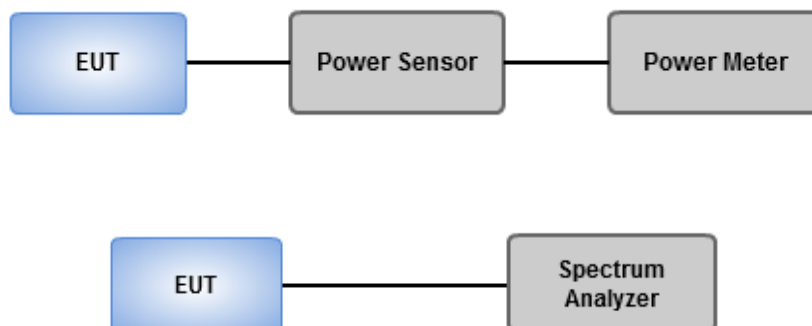 EUT
Power Sensor
Power Meter
EUT
Spectrum
Analyzer